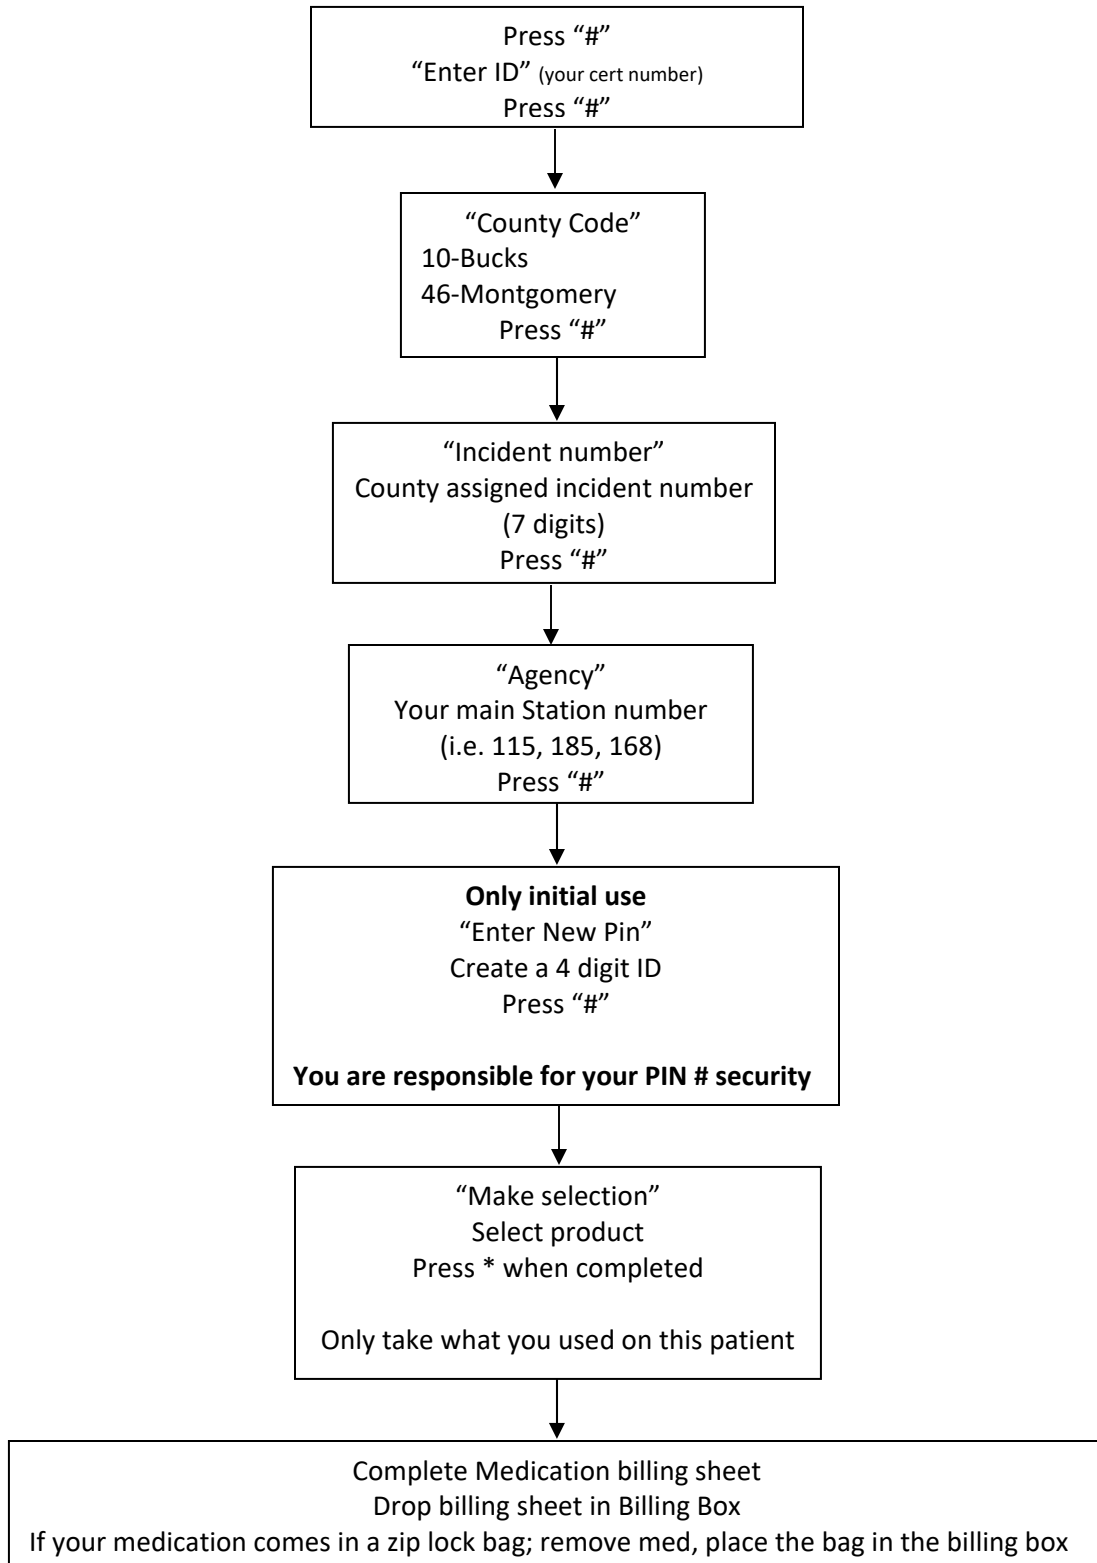 Press “#”
“Enter ID” (your cert number)
Press “#”
“County Code”
10-Bucks
46-Montgomery
Press “#”
“Incident number”
County assigned incident number
(7 digits)
Press “#”
“Agency”
Your main Station number
(i.e. 115, 185, 168)
Press “#”
Only initial use
“Enter New Pin”
Create a 4 digit ID
Press “#”
You are responsible for your PIN # security
“Make selection”
Select product
Press * when completed
Only take what you used on this patient
Complete Medication billing sheet
Drop billing sheet in Billing Box
If your medication comes in a zip lock bag; remove med, place the bag in the billing box